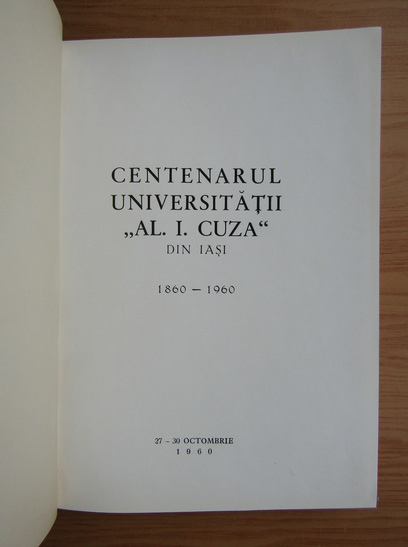 CENTENARUL
UNIVERSITĂȚII
„AL. I. CUZA“
DIN IAȘI
1860 — 1960
27 – 30 OCTOMBRIE
1960